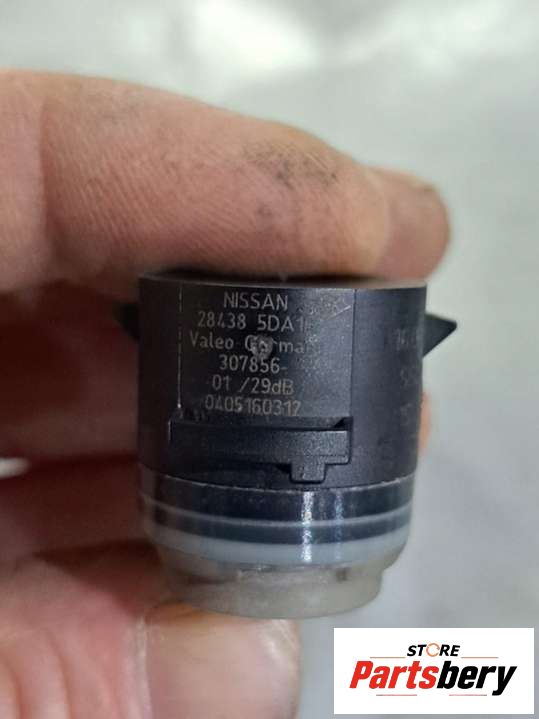 NISSAN
28438 5DA1
Valeo
307856-
01 /29dB
0405160312
STORE
Partsbery